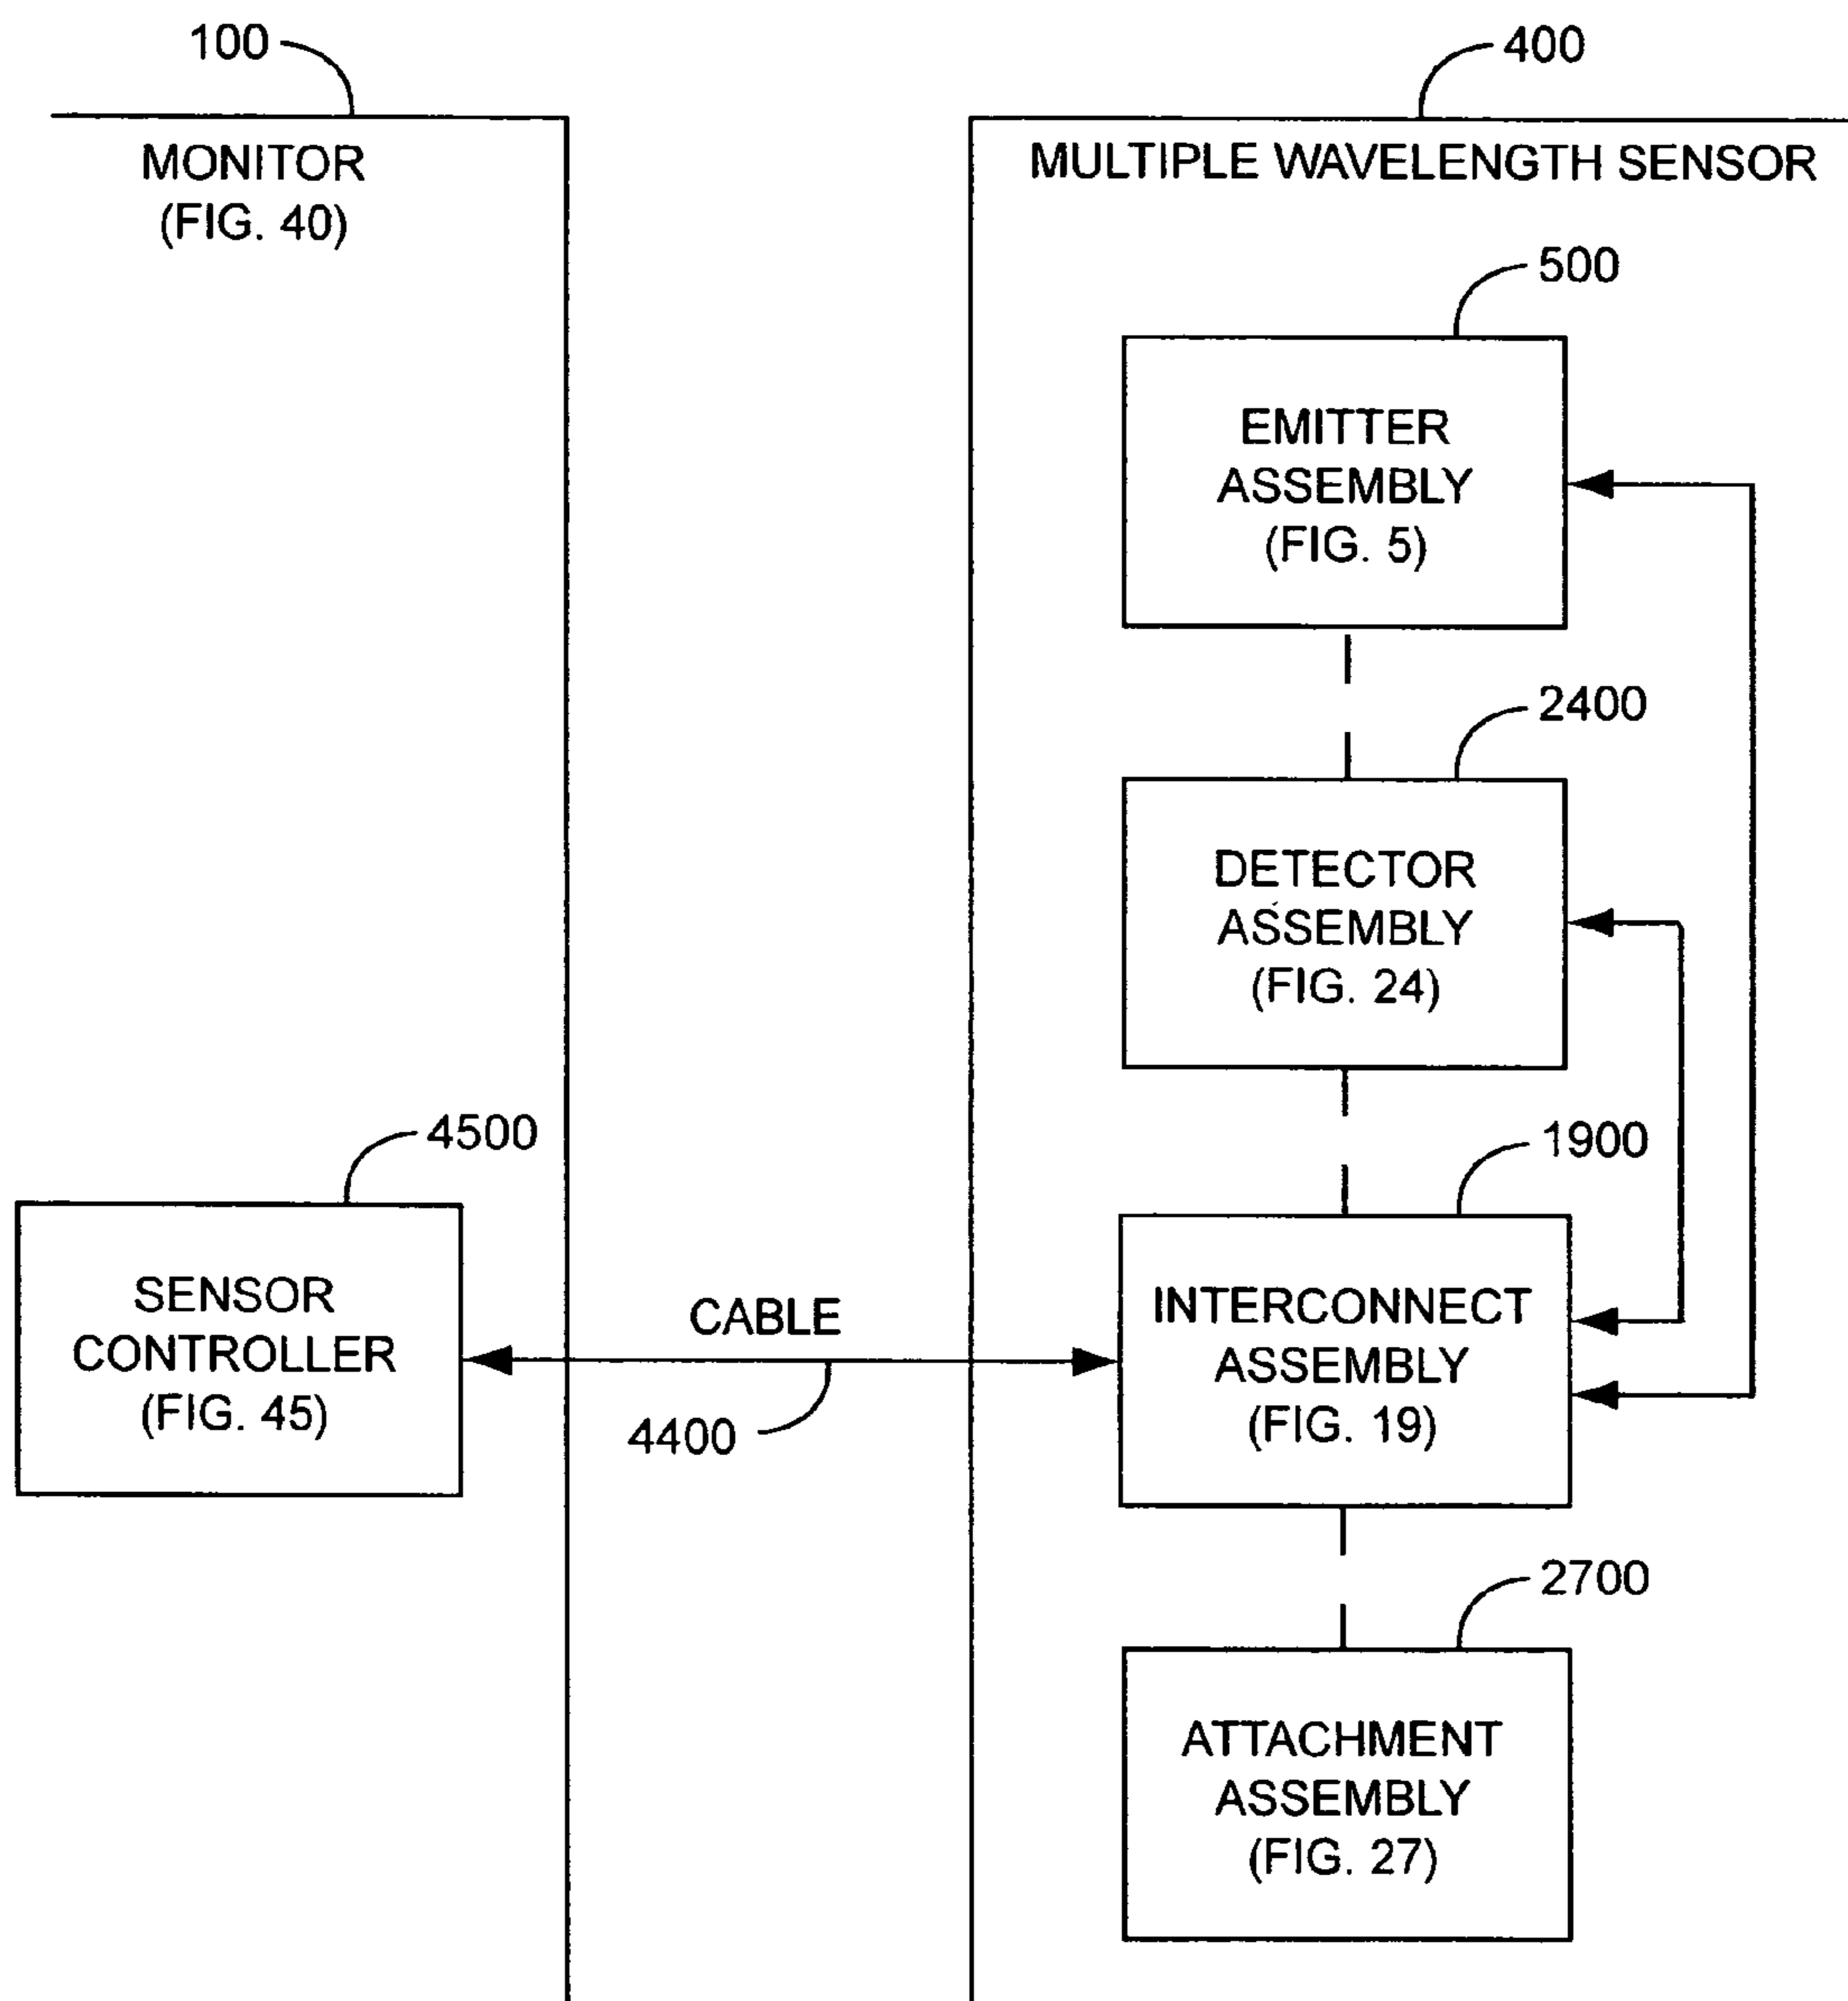 100
400
MONITOR
(FIG. 40)
MULTIPLE WAVELENGTH SENSOR
500
EMITTER
ASSEMBLY
(FIG. 5)
2400
DETECTOR
ASSEMBLY
(FIG. 24)
4500
1900
SENSOR
CONTROLLER
(FIG. 45)
CABLE
4400
INTERCONNECT
ASSEMBLY
(FIG. 19)
2700
ATTACHMENT
ASSEMBLY
(FIG. 27)